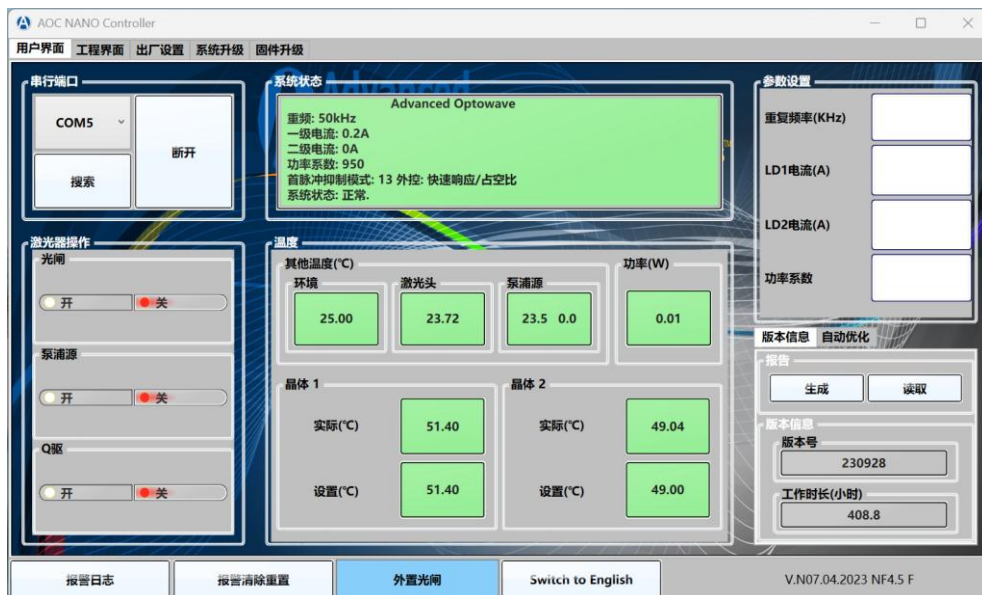 AOC NANO Controller
用户界面 工程界面 出厂设置 系统升级 固件升级
串行端口
COM5
断开
搜索
系统状态
Advanced Optowave
重频: 50kHz
一级电流: 0.2A
二级电流: 0A
功率系数: 950
首脉冲抑制模式: 13 外控: 快速响应/占空比
系统状态: 正常.
参数设置
重复频率(KHz)
LD1电流(A)
LD2电流(A)
功率系数
激光器操作
光闸
开 关
泵浦源
开 关
Q驱
开 关
温度
其他温度(℃)
环境 激光头 泵浦源
25.00 23.72 23.5 0.0
功率(W)
0.01
晶体 1
实际(℃) 51.40
设置(℃) 51.40
晶体 2
实际(℃) 49.04
设置(℃) 49.00
版本信息 自动优化
报告
生成 读取
版本信息
版本号
230928
工作时长(小时)
408.8
报警日志 报警清除重置 外置光闸 Switch to English V.N07.04.2023 NF4.5 F
Advanced